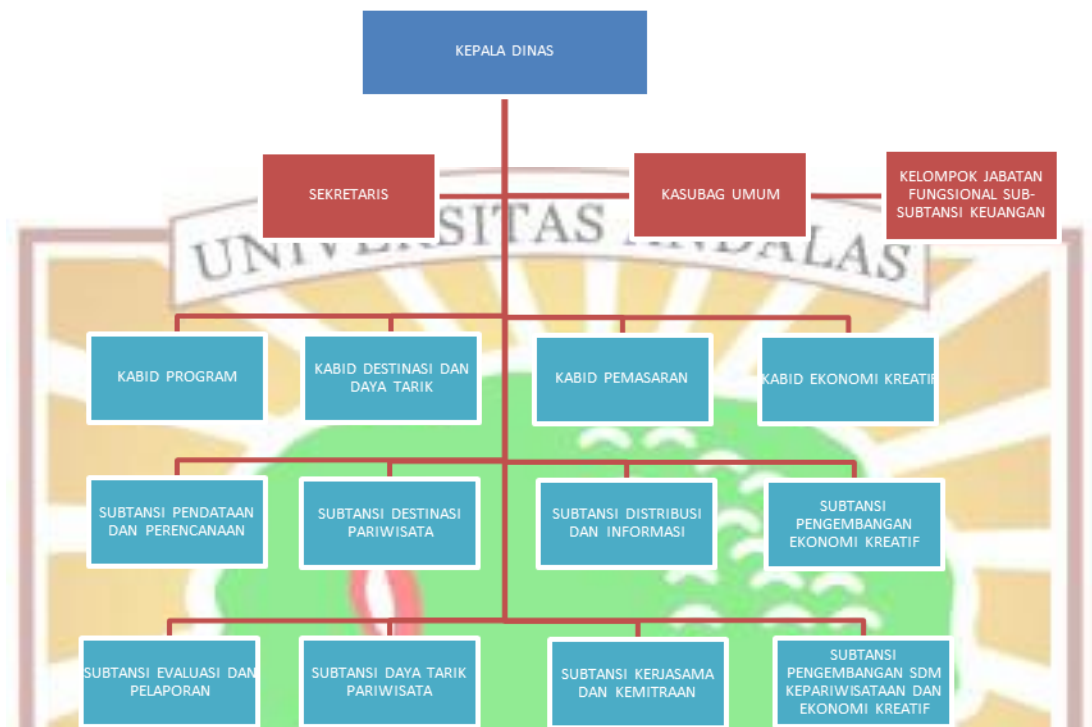 KEPALA DINAS
SEKRETARIS
KASUBAG UMUM
KELOMPOK JABATAN
FUNGSIONAL SUB-
SUBTANSI KEUANGAN
UNIVERSITAS ANDALAS
KABID PROGRAM
KABID DESTINASI DAN
DAYA TARIK
KABID PEMASARAN
KABID EKONOMI KREATIF
SUBTANSI PENDATAAN
DAN PERENCANAAN
SUBTANSI DESTINASI
PARIWISATA
SUBTANSI DISTRIBUSI
DAN INFORMASI
SUBTANSI
PENGEMBANGAN
EKONOMI KREATIF
SUBTANSI EVALUASI DAN
PELAPORAN
SUBTANSI DAYA TARIK
PARIWISATA
SUBTANSI KERJASAMA
DAN KEMITRAAN
SUBTANSI
PENGEMBANGAN SDM
KEPARIWISATAAN DAN
EKONOMI KREATIF